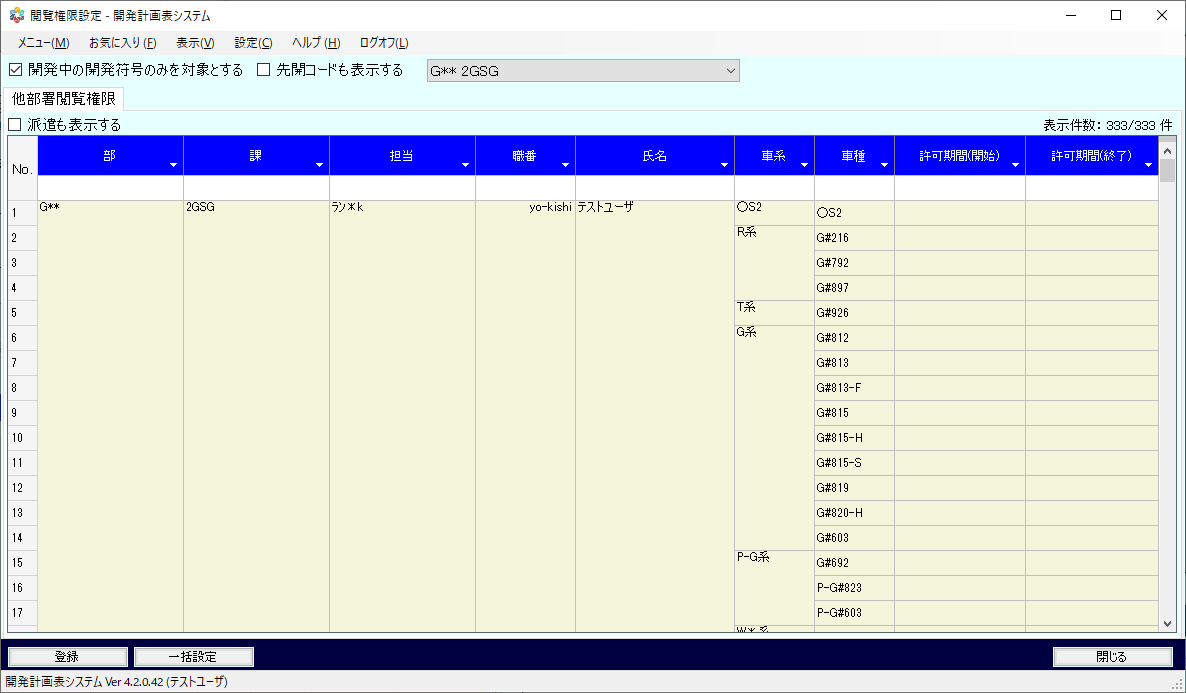 閲覧権限設定 - 開発計画表システム
メニュー(M) お気に入り(F) 表示(V) 設定(C) ヘルプ(H) ログオフ(L)
開発中の開発符号のみを対象とする 先開コードも表示する G** 2GSG
他部署閲覧権限
派遣も表示する 表示件数: 333/333 件
No. 部 課 担当 職番 氏名 車系 車種 許可期間(開始) 許可期間(終了)
1 G** 2GSG ラン*k yo-kishi テストユーザ 〇S2 〇S2
2 R系 G#216
3 G#792
4 G#897
5 T系 G#926
6 G系 G#812
7 G#813
8 G#813-F
9 G#815
10 G#815-H
11 G#815-S
12 G#819
13 G#820-H
14 G#603
15 P-G系 G#692
16 P-G#823
17 P-G#603
登録 一括設定 閉じる
開発計画表システム Ver 4.2.0.42 (テストユーザ)